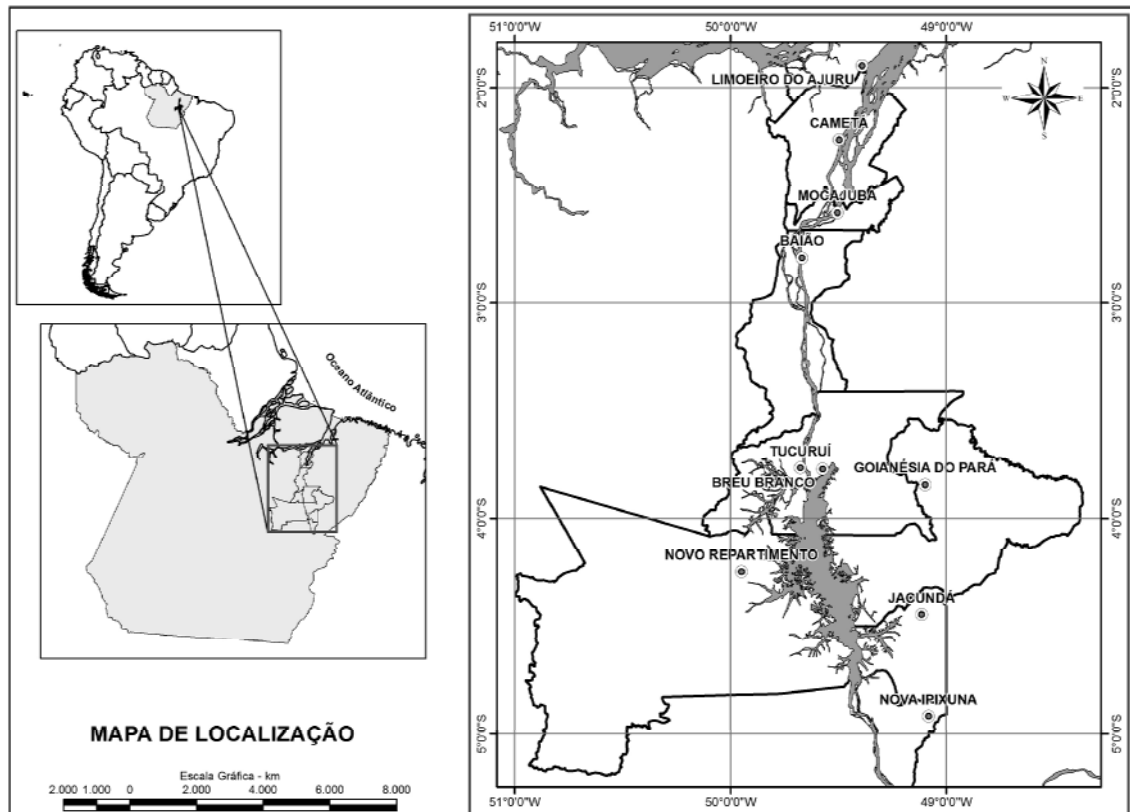 Oceano Atlântico
MAPA DE LOCALIZAÇÃO
Escala Gráfica - km
2.000 1.000 0 2.000 4.000 6.000 8.000
51°0'0"W 50°0'0"W 49°0'0"W
N
W E
S
2°0'0"S 2°0'0"S
LIMOEIRO DO AJURU
CAMETA
MOCAJUBA
BAIÃO
3°0'0"S 3°0'0"S
TUCURUÍ
GOIANÉSIA DO PARÁ
BREU BRANCO
4°0'0"S 4°0'0"S
NOVO REPARTIMENTO
JACUNDÁ
NOVA IPIXUNA
5°0'0"S 5°0'0"S
51°0'0"W 50°0'0"W 49°0'0"W